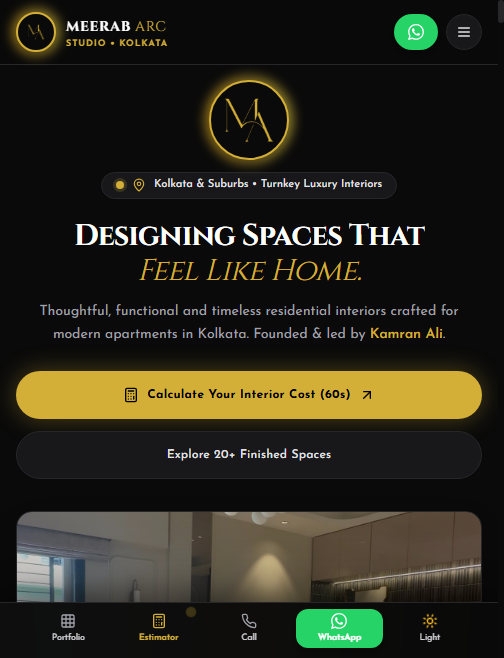 MEERAB ARC
STUDIO • KOLKATA
MA
MA
Kolkata & Suburbs • Turnkey Luxury Interiors
Designing Spaces That
Feel Like Home.
Thoughtful, functional and timeless residential interiors crafted for
modern apartments in Kolkata. Founded & led by Kamran Ali.
Calculate Your Interior Cost (60s)
Explore 20+ Finished Spaces
Portfolio
Estimator
Call
WhatsApp
Light